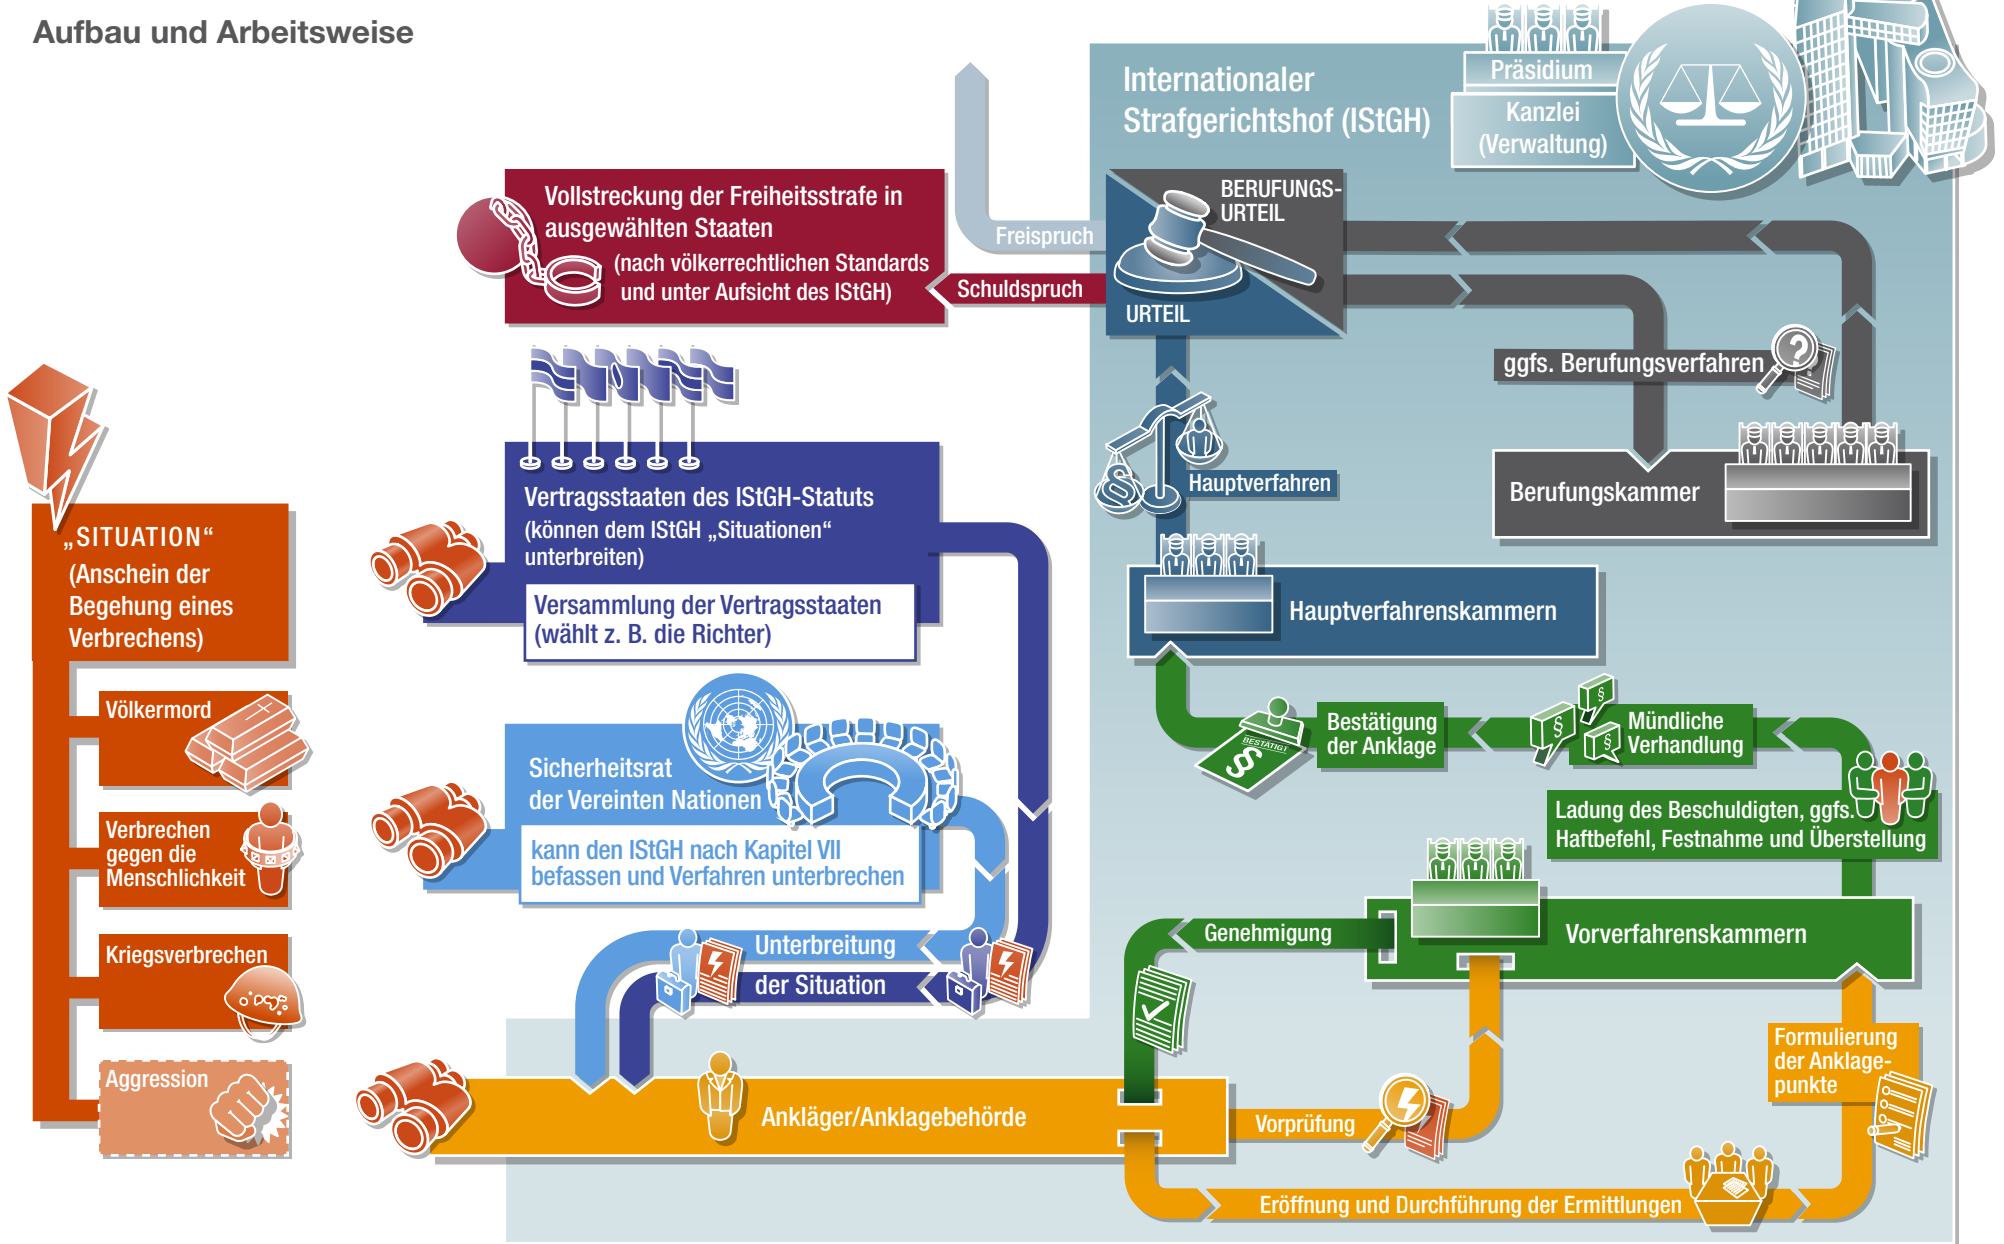 Aufbau und Arbeitsweise
Internationaler
Strafgerichtshof (IStGH)
Präsidium
Kanzlei
(Verwaltung)
Vollstreckung der Freiheitsstrafe in
ausgewählten Staaten
(nach völkerrechtlichen Standards
und unter Aufsicht des IStGH)
Freispruch
Schuldspruch
BERUFUNGS-
URTEIL
URTEIL
ggfs. Berufungsverfahren
?
Berufungskammer
Hauptverfahren
§
Hauptverfahrenskammern
Vertragsstaaten des IStGH-Statuts
(können dem IStGH „Situationen“
unterbreiten)
Versammlung der Vertragsstaaten
(wählt z. B. die Richter)
„SITUATION“
(Anschein der
Begehung eines
Verbrechens)
Völkermord
Verbrechen
gegen die
Menschlichkeit
Kriegsverbrechen
Aggression
Sicherheitsrat
der Vereinten Nationen
kann den IStGH nach Kapitel VII
befassen und Verfahren unterbrechen
Unterbreitung
der Situation
BESTÄTIGT
§
Bestätigung
der Anklage
§
§
§
Mündliche
Verhandlung
Ladung des Beschuldigten, ggfs.
Haftbefehl, Festnahme und Überstellung
Genehmigung
Vorverfahrenskammern
Formulierung
der Anklage-
punkte
Ankläger/Anklagebehörde
Vorprüfung
Eröffnung und Durchführung der Ermittlungen